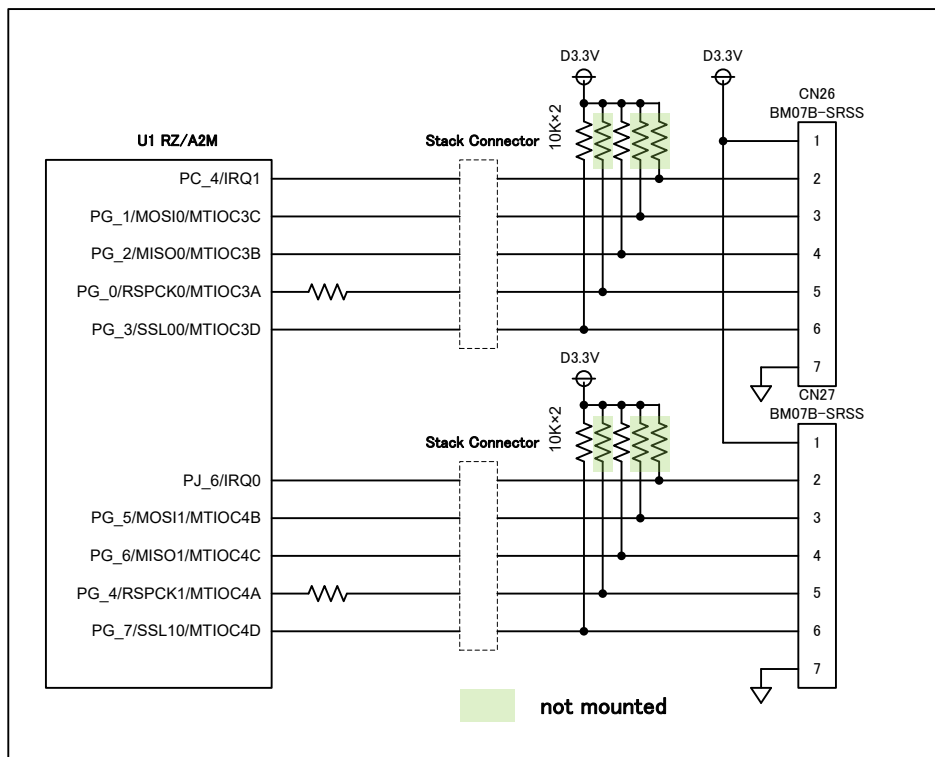 D3.3V
D3.3V
CN26
BM07B-SRSS
10K×2
U1 RZ/A2M
Stack Connector
1
PC_4/IRQ1
2
PG_1/MOSI0/MTIOC3C
3
PG_2/MISO0/MTIOC3B
4
PG_0/RSPCK0/MTIOC3A
5
PG_3/SSL00/MTIOC3D
6
D3.3V
7
CN27
BM07B-SRSS
10K×2
Stack Connector
1
PJ_6/IRQ0
2
PG_5/MOSI1/MTIOC4B
3
PG_6/MISO1/MTIOC4C
4
PG_4/RSPCK1/MTIOC4A
5
PG_7/SSL10/MTIOC4D
6
7
not mounted